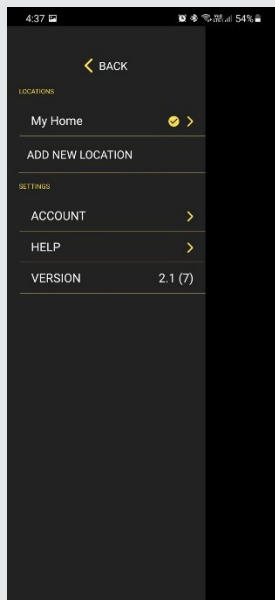 4:37 54%
BACK
LOCATIONS
My Home
ADD NEW LOCATION
SETTINGS
ACCOUNT
HELP
VERSION 2.1 (7)